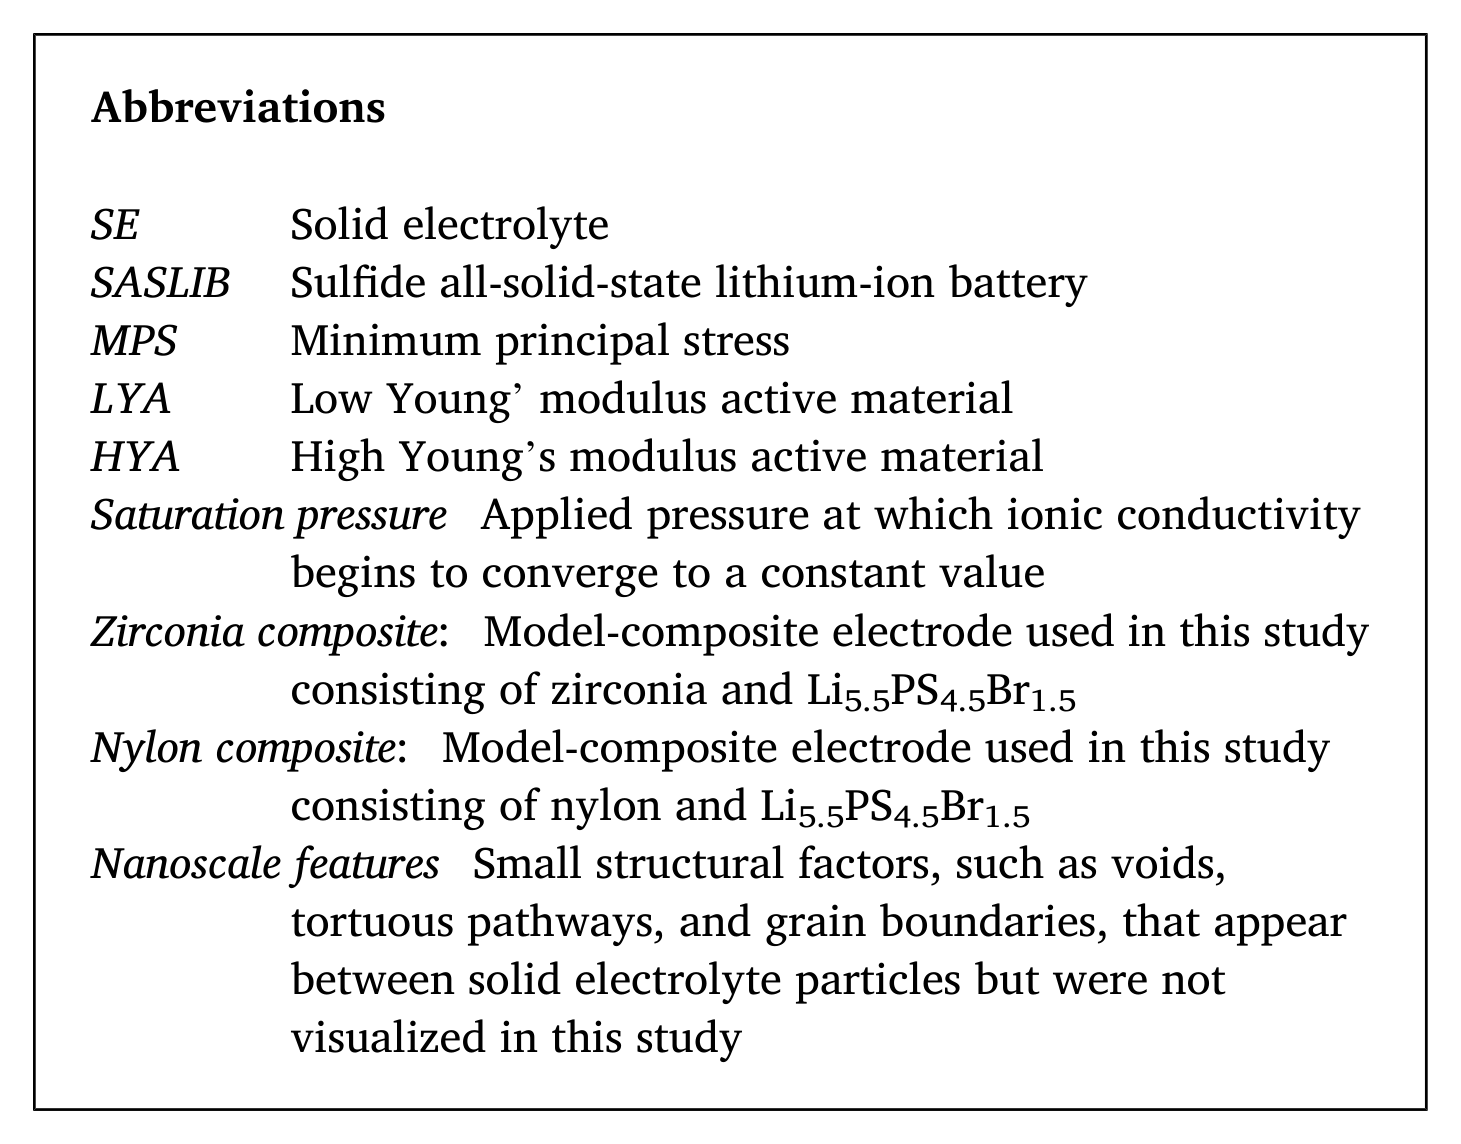 Abbreviations
SE Solid electrolyte
SASLIB Sulfide all-solid-state lithium-ion battery
MPS Minimum principal stress
LYA Low Young’ modulus active material
HYA High Young’s modulus active material
Saturation pressure Applied pressure at which ionic conductivity
begins to converge to a constant value
Zirconia composite: Model-composite electrode used in this study
consisting of zirconia and Li5.5PS4.5Br1.5
Nylon composite: Model-composite electrode used in this study
consisting of nylon and Li5.5PS4.5Br1.5
Nanoscale features Small structural factors, such as voids,
tortuous pathways, and grain boundaries, that appear
between solid electrolyte particles but were not
visualized in this study